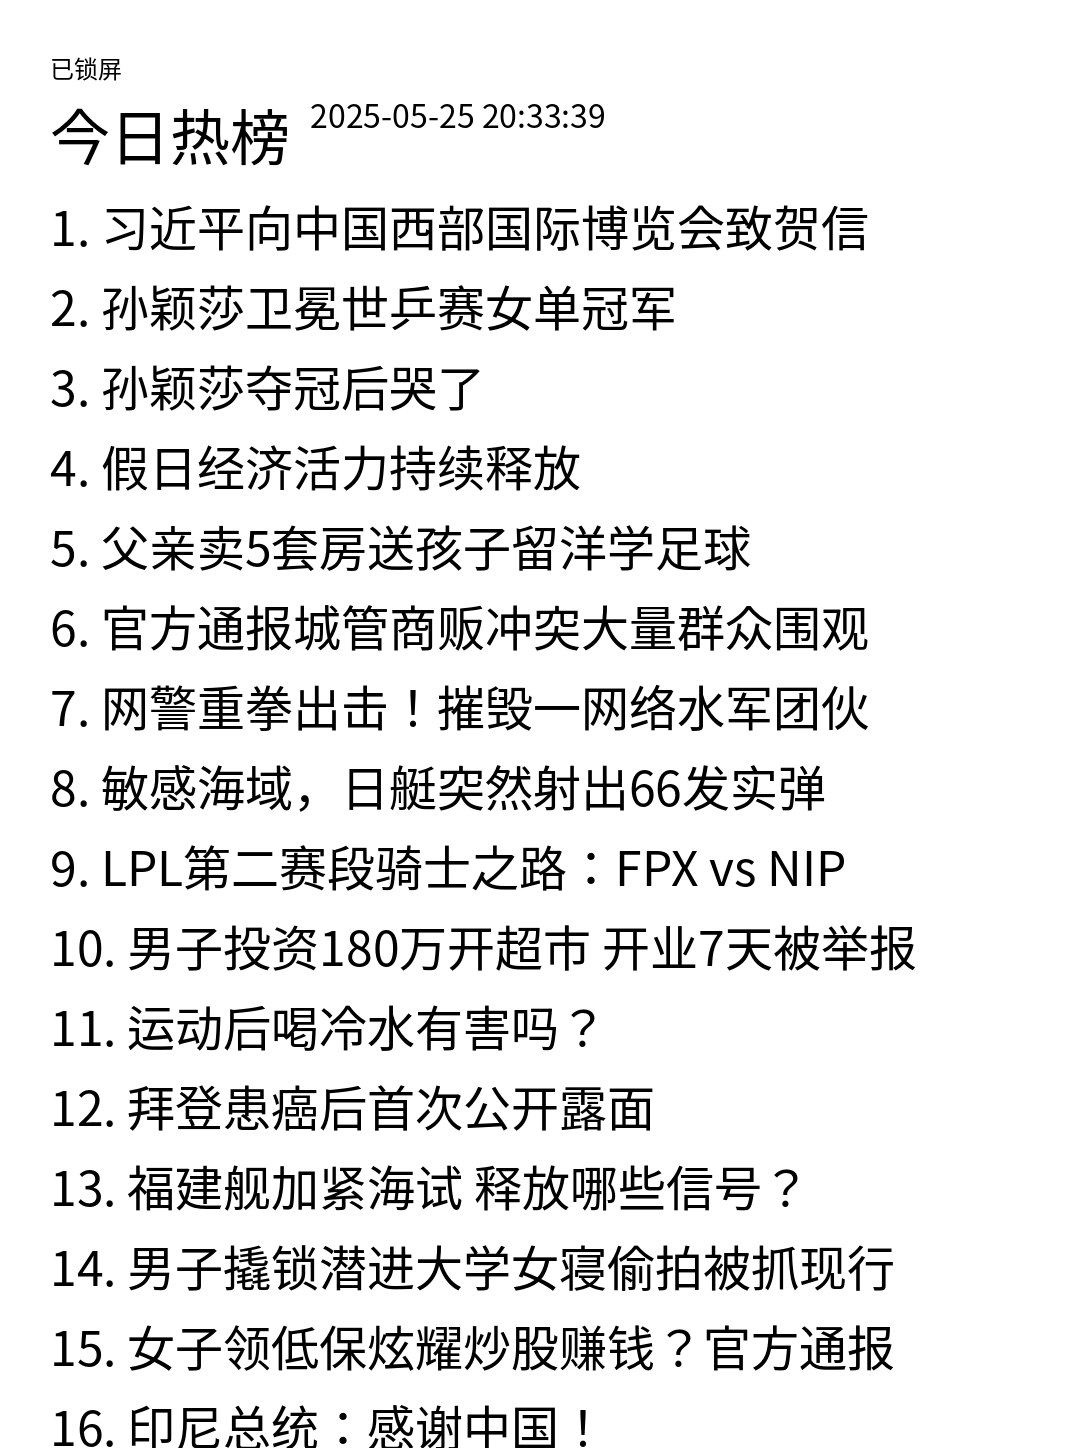 已锁屏
今日热榜 2025-05-25 20:33:39
1. 习近平向中国西部国际博览会致贺信
2. 孙颖莎卫冕世乒赛女单冠军
3. 孙颖莎夺冠后哭了
4. 假日经济活力持续释放
5. 父亲卖5套房送孩子留洋学足球
6. 官方通报城管商贩冲突大量群众围观
7. 网警重拳出击！摧毁一网络水军团伙
8. 敏感海域，日艇突然射出66发实弹
9. LPL第二赛段骑士之路：FPX vs NIP
10. 男子投资180万开超市 开业7天被举报
11. 运动后喝冷水有害吗？
12. 拜登患癌后首次公开露面
13. 福建舰加紧海试 释放哪些信号？
14. 男子撬锁潜进大学女寝偷拍被抓现行
15. 女子领低保炫耀炒股赚钱？官方通报
16. 印尼总统：感谢中国！